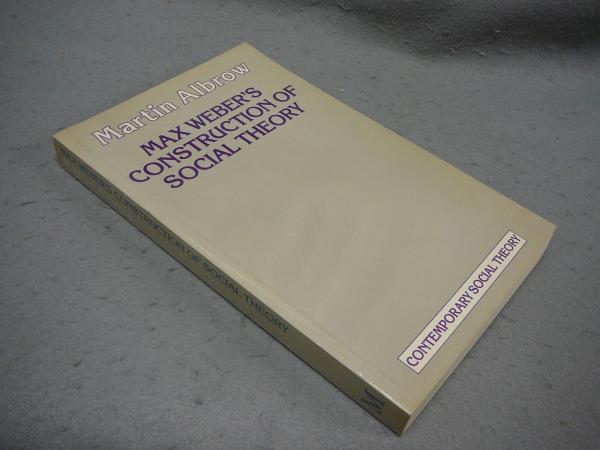 Martin Albrow
MAX WEBER'S
CONSTRUCTION OF
SOCIAL THEORY
CONTEMPORARY SOCIAL THEORY
MAX WEBER'S CONSTRUCTION OF SOCIAL THEORY
M